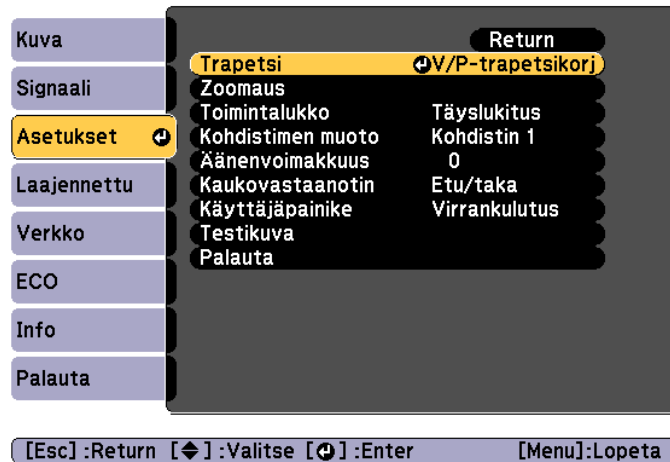 Kuva
Signaali
Asetukset
Laajennettu
Verkko
ECO
Info
Palauta
Return
Trapetsi V/P-trapetsikorj
Zoomaus
Toimintalukko Täyslukitus
Kohdistimen muoto Kohdistin 1
Äänenvoimakkuus 0
Kaukovastaanotin Etu/taka
Käyttäjäpainike Virrankulutus
Testikuva
Palauta
[Esc] :Return [◆] :Valitse [↵] :Enter [Menu]:Lopeta